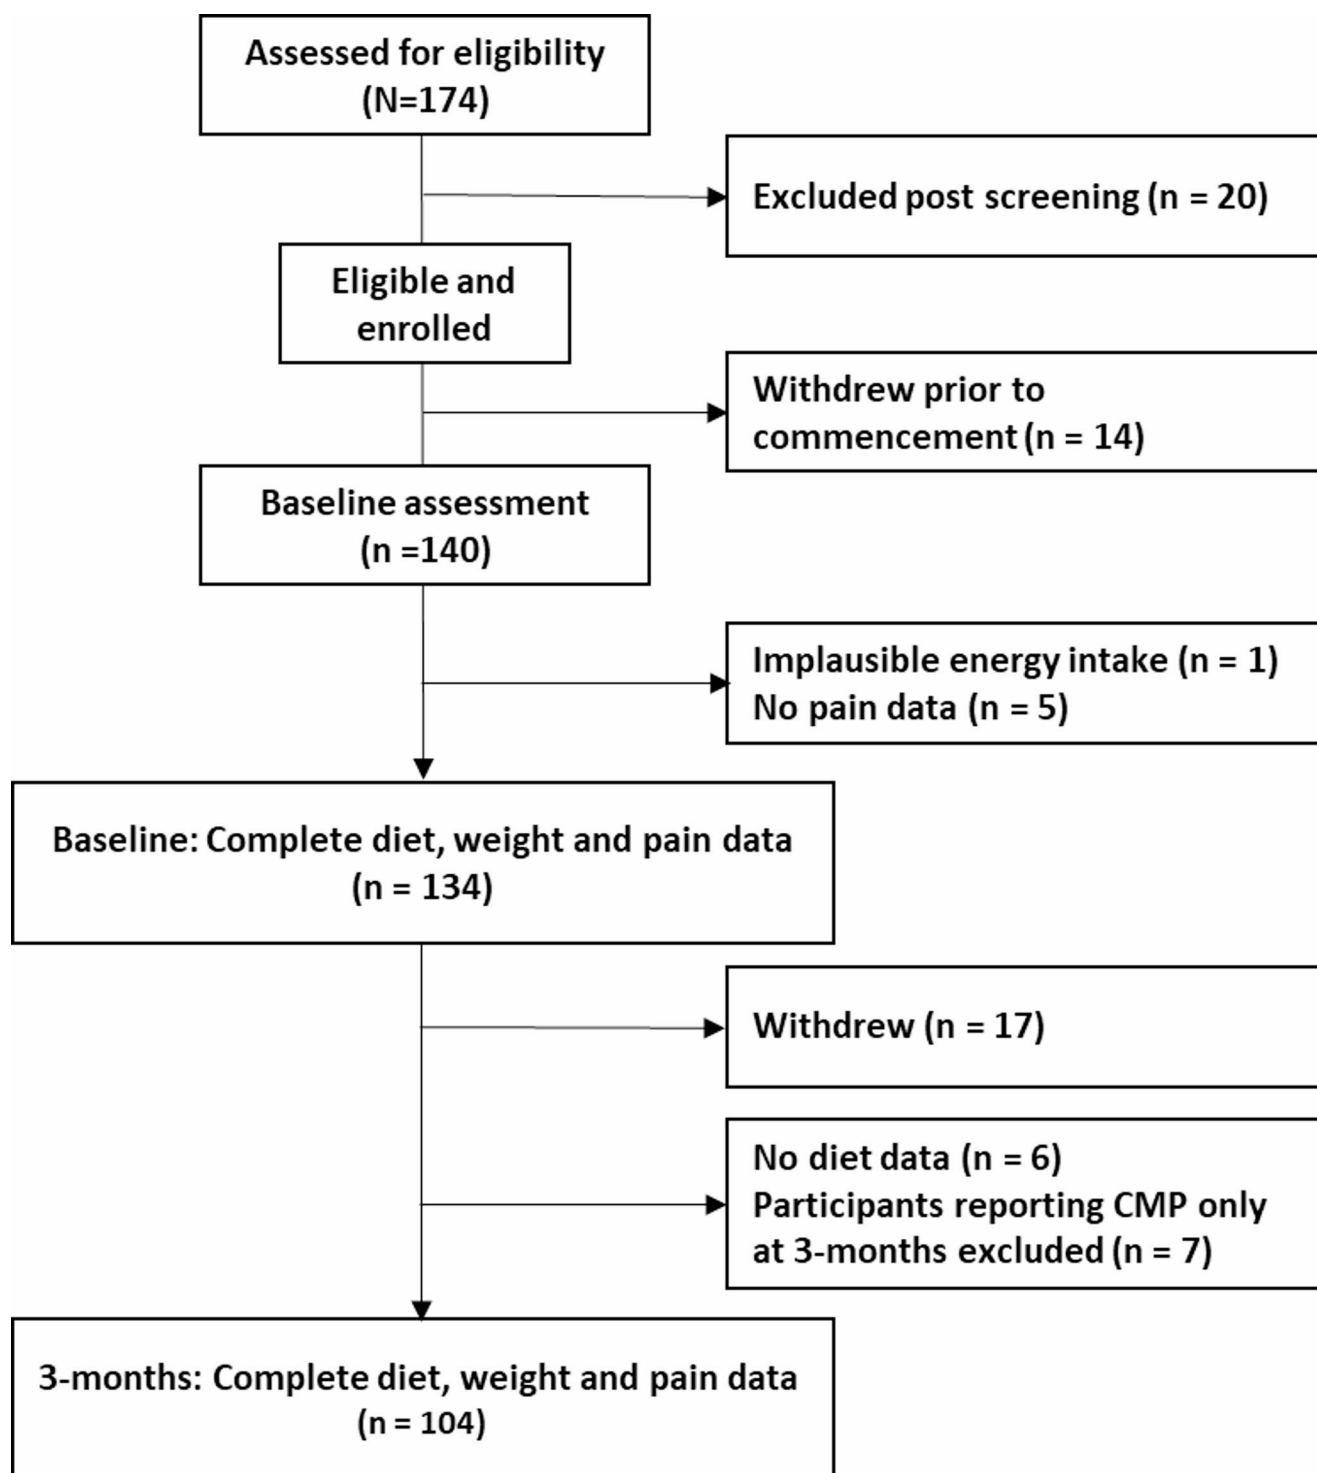 Assessed for eligibility
(N=174)
Excluded post screening (n = 20)
Eligible and
enrolled
Withdrew prior to
commencement (n = 14)
Baseline assessment
(n =140)
Implausible energy intake (n = 1)
No pain data (n = 5)
Baseline: Complete diet, weight and pain data
(n = 134)
Withdrew (n = 17)
No diet data (n = 6)
Participants reporting CMP only
at 3-months excluded (n = 7)
3-months: Complete diet, weight and pain data
(n = 104)